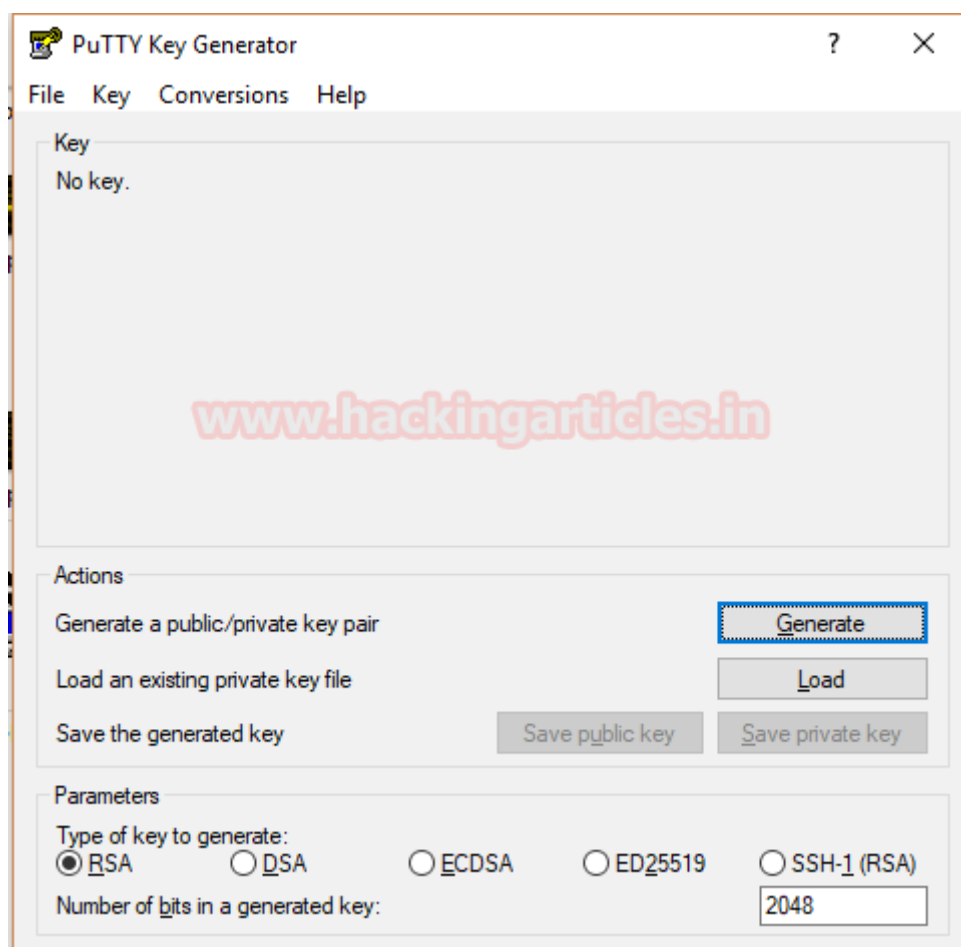 PuTTY Key Generator ?
File Key Conversions Help
Key
No key.
www.hackingarticles.in
Actions
Generate a public/private key pair Generate
Load an existing private key file Load
Save the generated key Save public key Save private key
Parameters
Type of key to generate:
RSA DSA ECDSA ED25519 SSH-1 (RSA)
Number of bits in a generated key: 2048